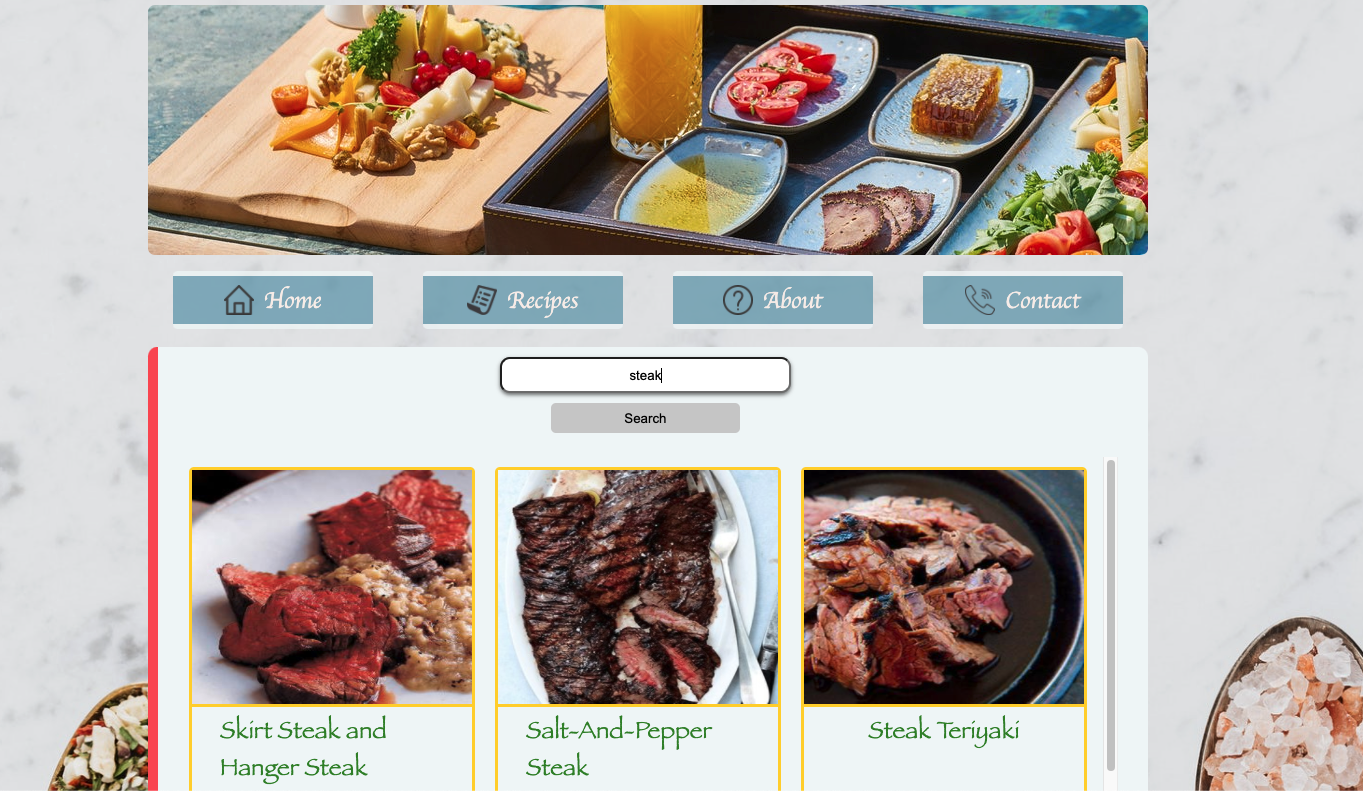 Home
Recipes
About
Contact
steak
Search
Skirt Steak and
Hanger Steak
Salt-And-Pepper
Steak
Steak Teriyaki